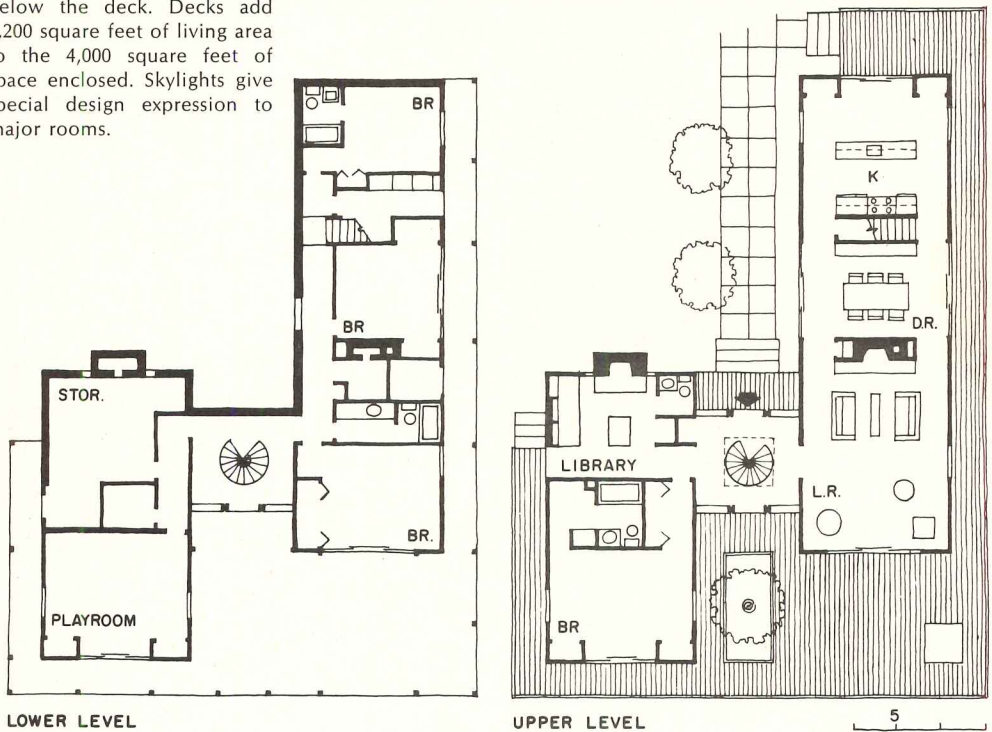 below the deck. Decks add
,200 square feet of living area
to the 4,000 square feet of
space enclosed. Skylights give
special design expression to
major rooms.
BR
BR
BR.
STOR.
PLAYROOM
LOWER LEVEL
K
D.R.
LIBRARY
L.R.
BR
UPPER LEVEL
5